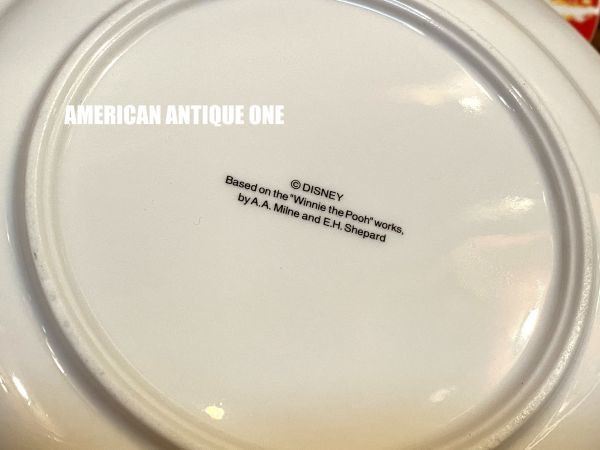 AMERICAN ANTIQUE ONE
© DISNEY
Based on the "Winnie the Pooh" works,
by A.A. Milne and E.H. Shepard